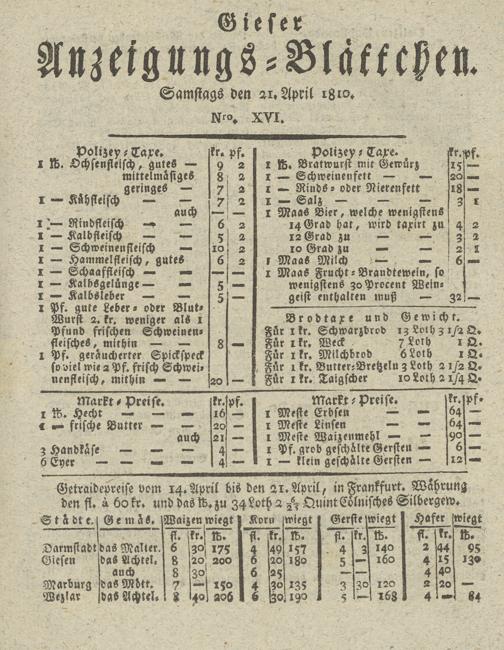 Gieser
Anzeigungs-Blättchen.
Samstags den 21. April 1810.
Nro. XVI.
Polizey-Taxe. kr. pf.
1 ℔. Ochsenfleisch, gutes — 9 2
mittelmäsiges 8 2
geringes — 7 2
1 — Kühfleisch — — 7 2
auch — —
1 — Rindfleisch — — 6 2
1 — Kalbfleisch — — 5 2
1 — Schweinenfleisch — 10 2
1 — Hammelfleisch, gutes 6 2
1 — Schaaffleisch — — — —
1 — Kalbsgelünge — — 5 —
1 — Kalbsleber — — 5 —
1 Pf. gute Leber- oder Blut-
Wurst 2. kr. weniger als 1
Pfund frischen Schweinen-
fleisches, mithin — — 8 —
1 Pf. geräucherter Spickspeck
so viel wie 2 Pf. frisch Schwei-
nenfleisch, mithin — — 20 —
Polizey-Taxe. kr. pf.
1 ℔. Bratwurst mit Gewürz 15 —
1 — Schweinenfett — — 20 —
1 — Rinds- oder Nierenfett 18 —
1 — Salz — — — 3 1
1 Maas Bier, welche wenigstens
14 Grad hat, wird taxirt zu 4 2
12 Grad zu — — 3 2
10 Grad zu — — 2 1
1 Maas Milch — — 6 —
1 Maas Frucht-Brandtewein, so
wenigstens 30 Procent Wein-
geist enthalten muß — 32 —
Brodtaxe und Gewicht.
Für 1 kr. Schwarzbrod 13 Loth 3 1/2 Q.
Für 1 kr. Weck 7 Loth 1 Q.
Für 1 kr. Milchbrod 6 Loth 1 Q.
Für 1 kr. Butter-Bretzeln 3 Loth 2 1/2 Q.
Für 1 kr. Taigscher 10 Loth 2 1/4 Q.
Markt-Preise. kr. pf.
1 ℔. Hecht — — 16 —
1 — frische Butter — — 20 —
auch 21 —
3 Handkäse — — 4 —
6 Eyer — — — 4 —
Markt-Preise. kr. pf.
1 Meste Erbsen — — 64 —
1 Meste Linsen — — 64 —
1 Meste Waizenmehl — — 90 —
1 Pf. grob geschälte Gersten — 6 —
1 — klein geschälte Gersten — 12 —
Getraidepreise vom 14. April bis den 21. April, in Frankfurt. Währung
den fl. à 60 kr. und das ℔. zu 34 Loth 2 Quint Cölnisches Silbergew.
Städte. Gemäs. Waizen wiegt Korn wiegt Gerste wiegt Hafer wiegt
fl. kr. ℔. fl. kr. ℔. fl. kr. ℔. fl. kr. ℔.
Darmstadt das Malter. 6 30 175 4 49 157 4 3 140 2 44 95
Giesen das Achtel. 8 20 200 6 20 180 5 — 160 4 15 130
auch 8 30 6 25 — — 4 40
Marburg das Mött. 7 — 150 4 30 135 3 30 120 2 20 —
Wezlar das Achtel. 8 40 206 6 30 190 5 — 168 4 — 84